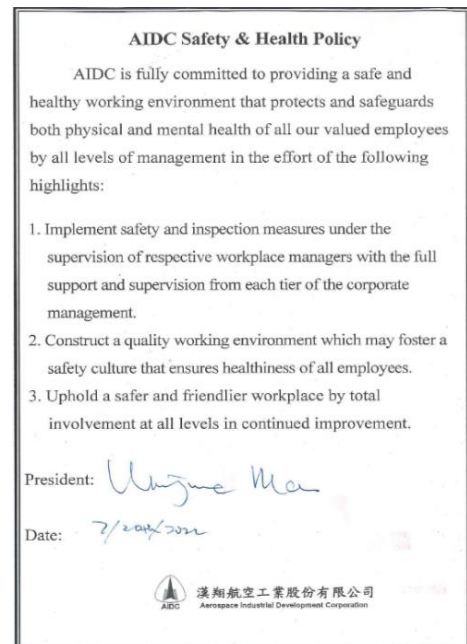 AIDC Safety & Health Policy
AIDC is fully committed to providing a safe and
healthy working environment that protects and safeguards
both physical and mental health of all our valued employees
by all levels of management in the effort of the following
highlights:
1. Implement safety and inspection measures under the
supervision of respective workplace managers with the full
support and supervision from each tier of the corporate
management.
2. Construct a quality working environment which may foster a
safety culture that ensures healthiness of all employees.
3. Uphold a safer and friendlier workplace by total
involvement at all levels in continued improvement.
President:
Date:
AIDC
漢翔航空工業股份有限公司
Aerospace Industrial Development Corporation